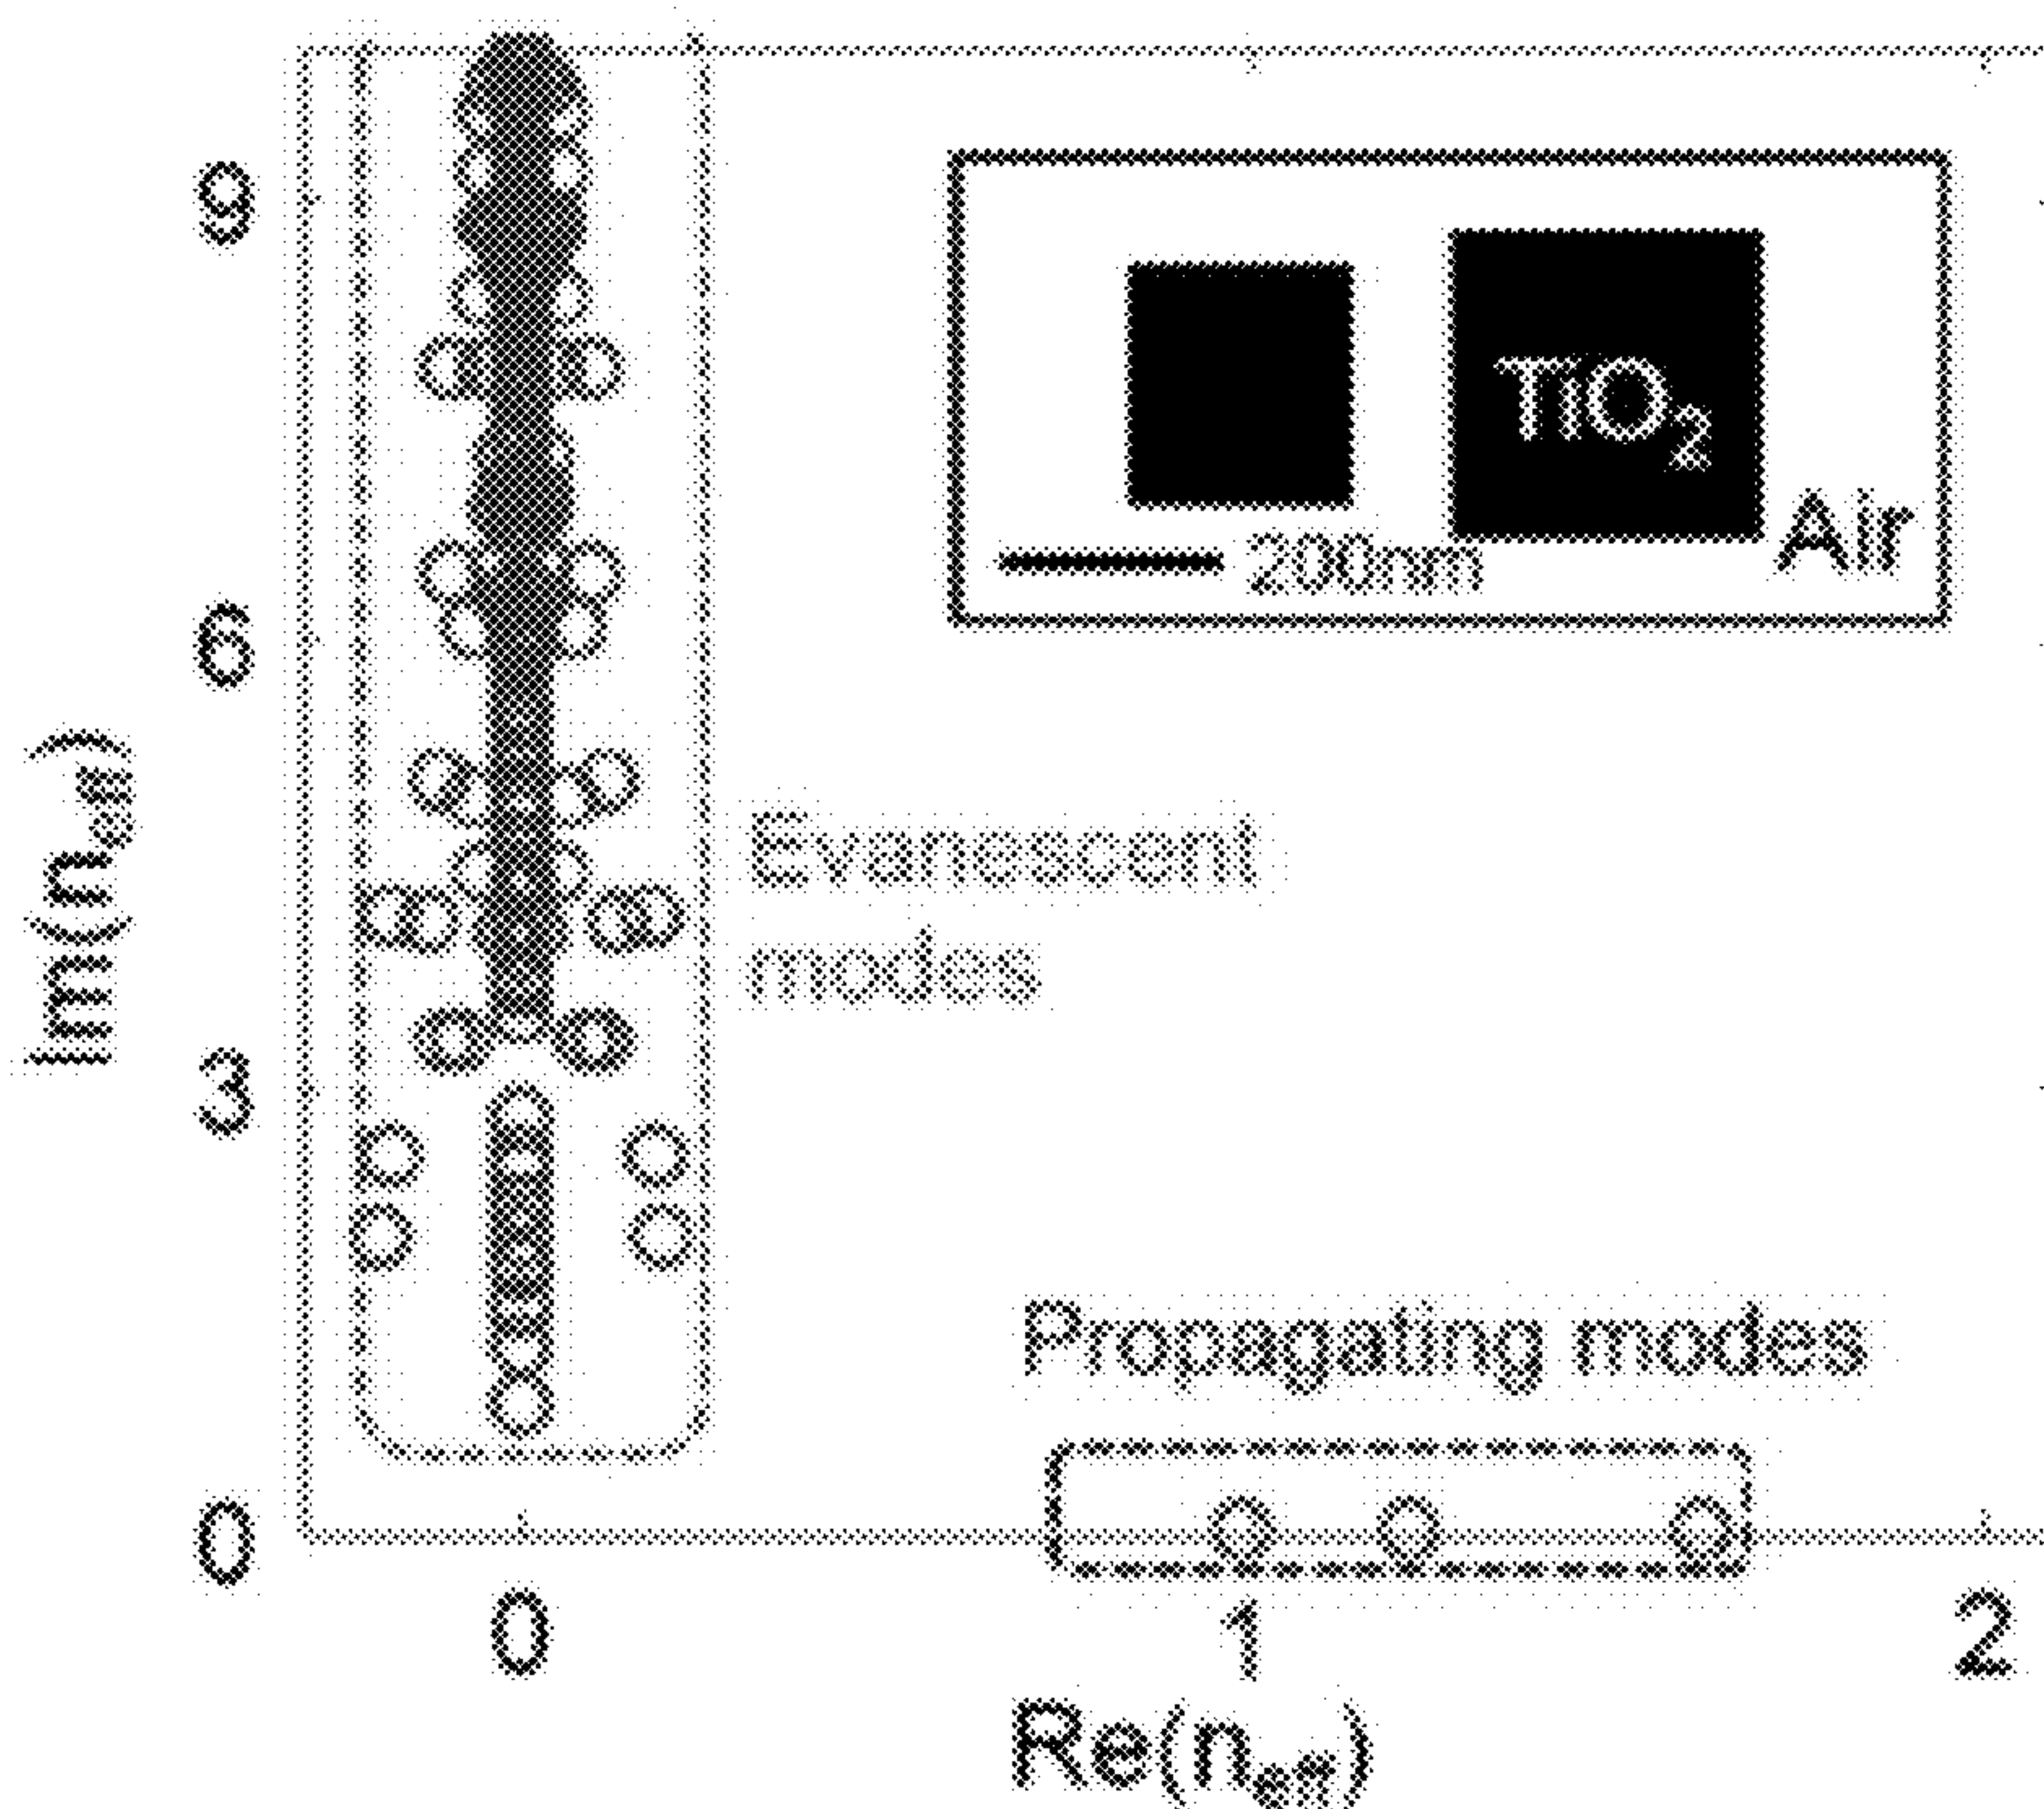 9
6
3
0
Im(n_eff)
TiO₂
Air
200nm
Evanescent
modes
Propagating modes
0
1
2
Re(n_eff)